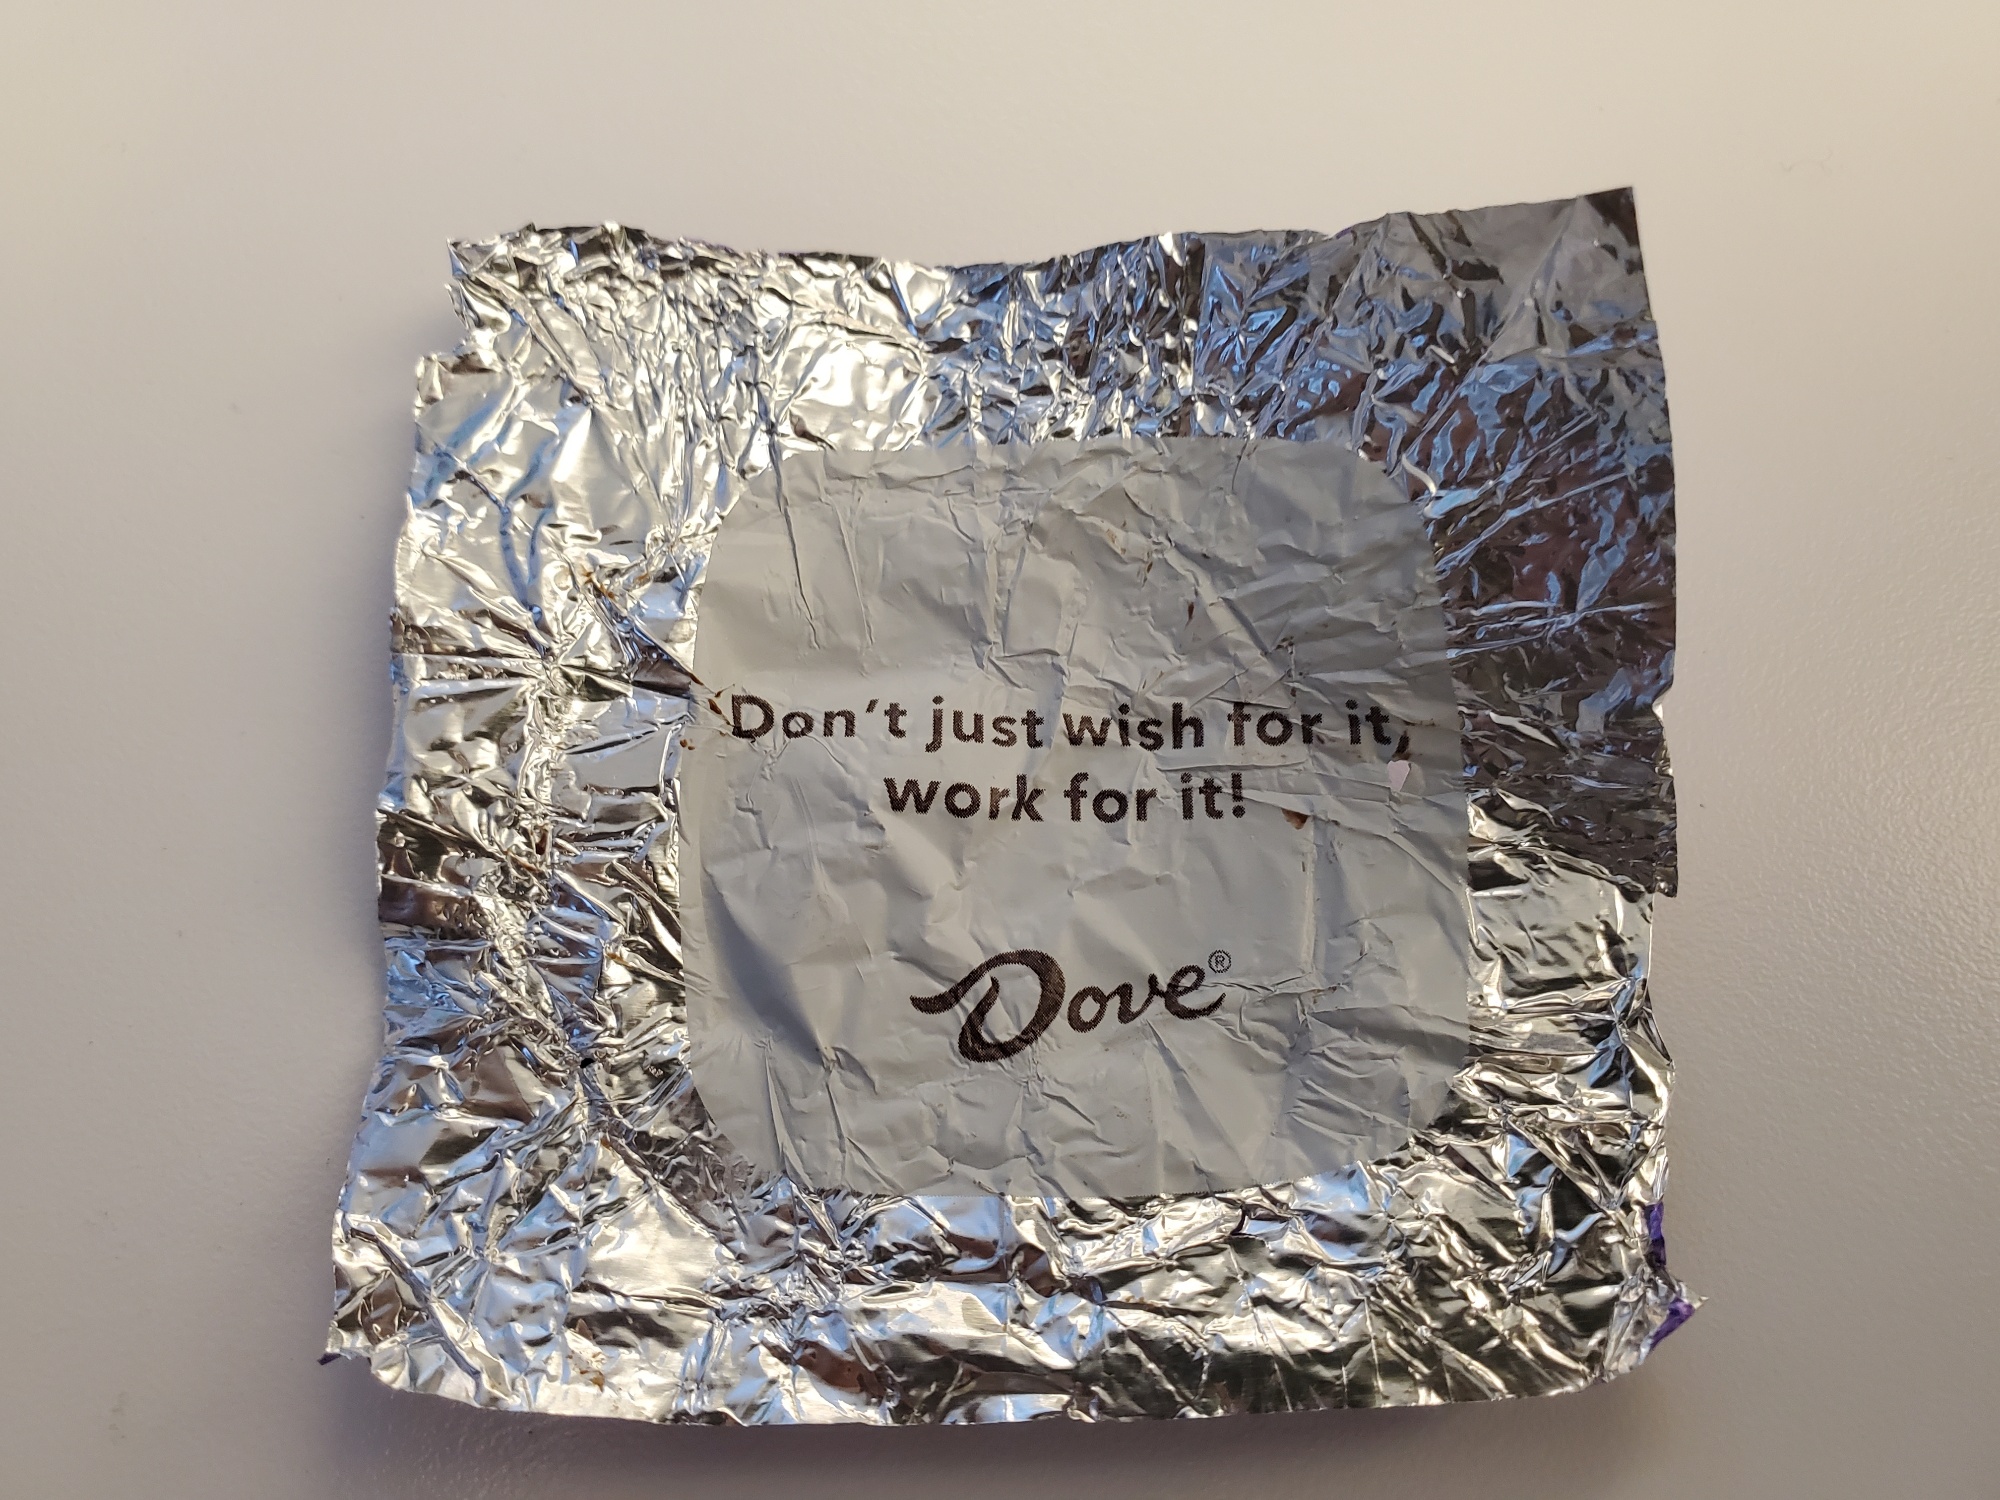 Don't just wish for it,
work for it!
Dove®